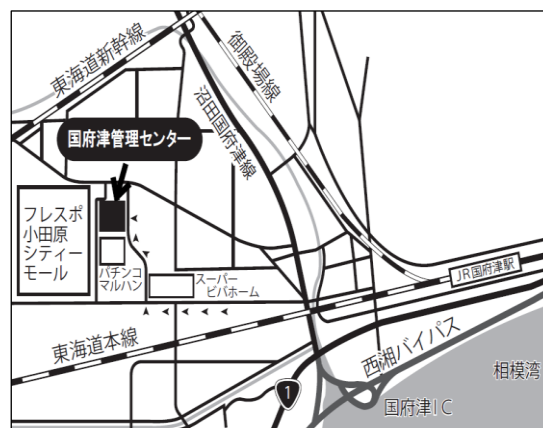 東海道新幹線
御殿場線
沼田国府津線
国府津管理センター
フレスポ
小田原
シティー
モール
パチンコ
マルハン
スーパー
ビバホーム
JR国府津駅
東海道本線
西湘バイパス
1
相模湾
国府津IC